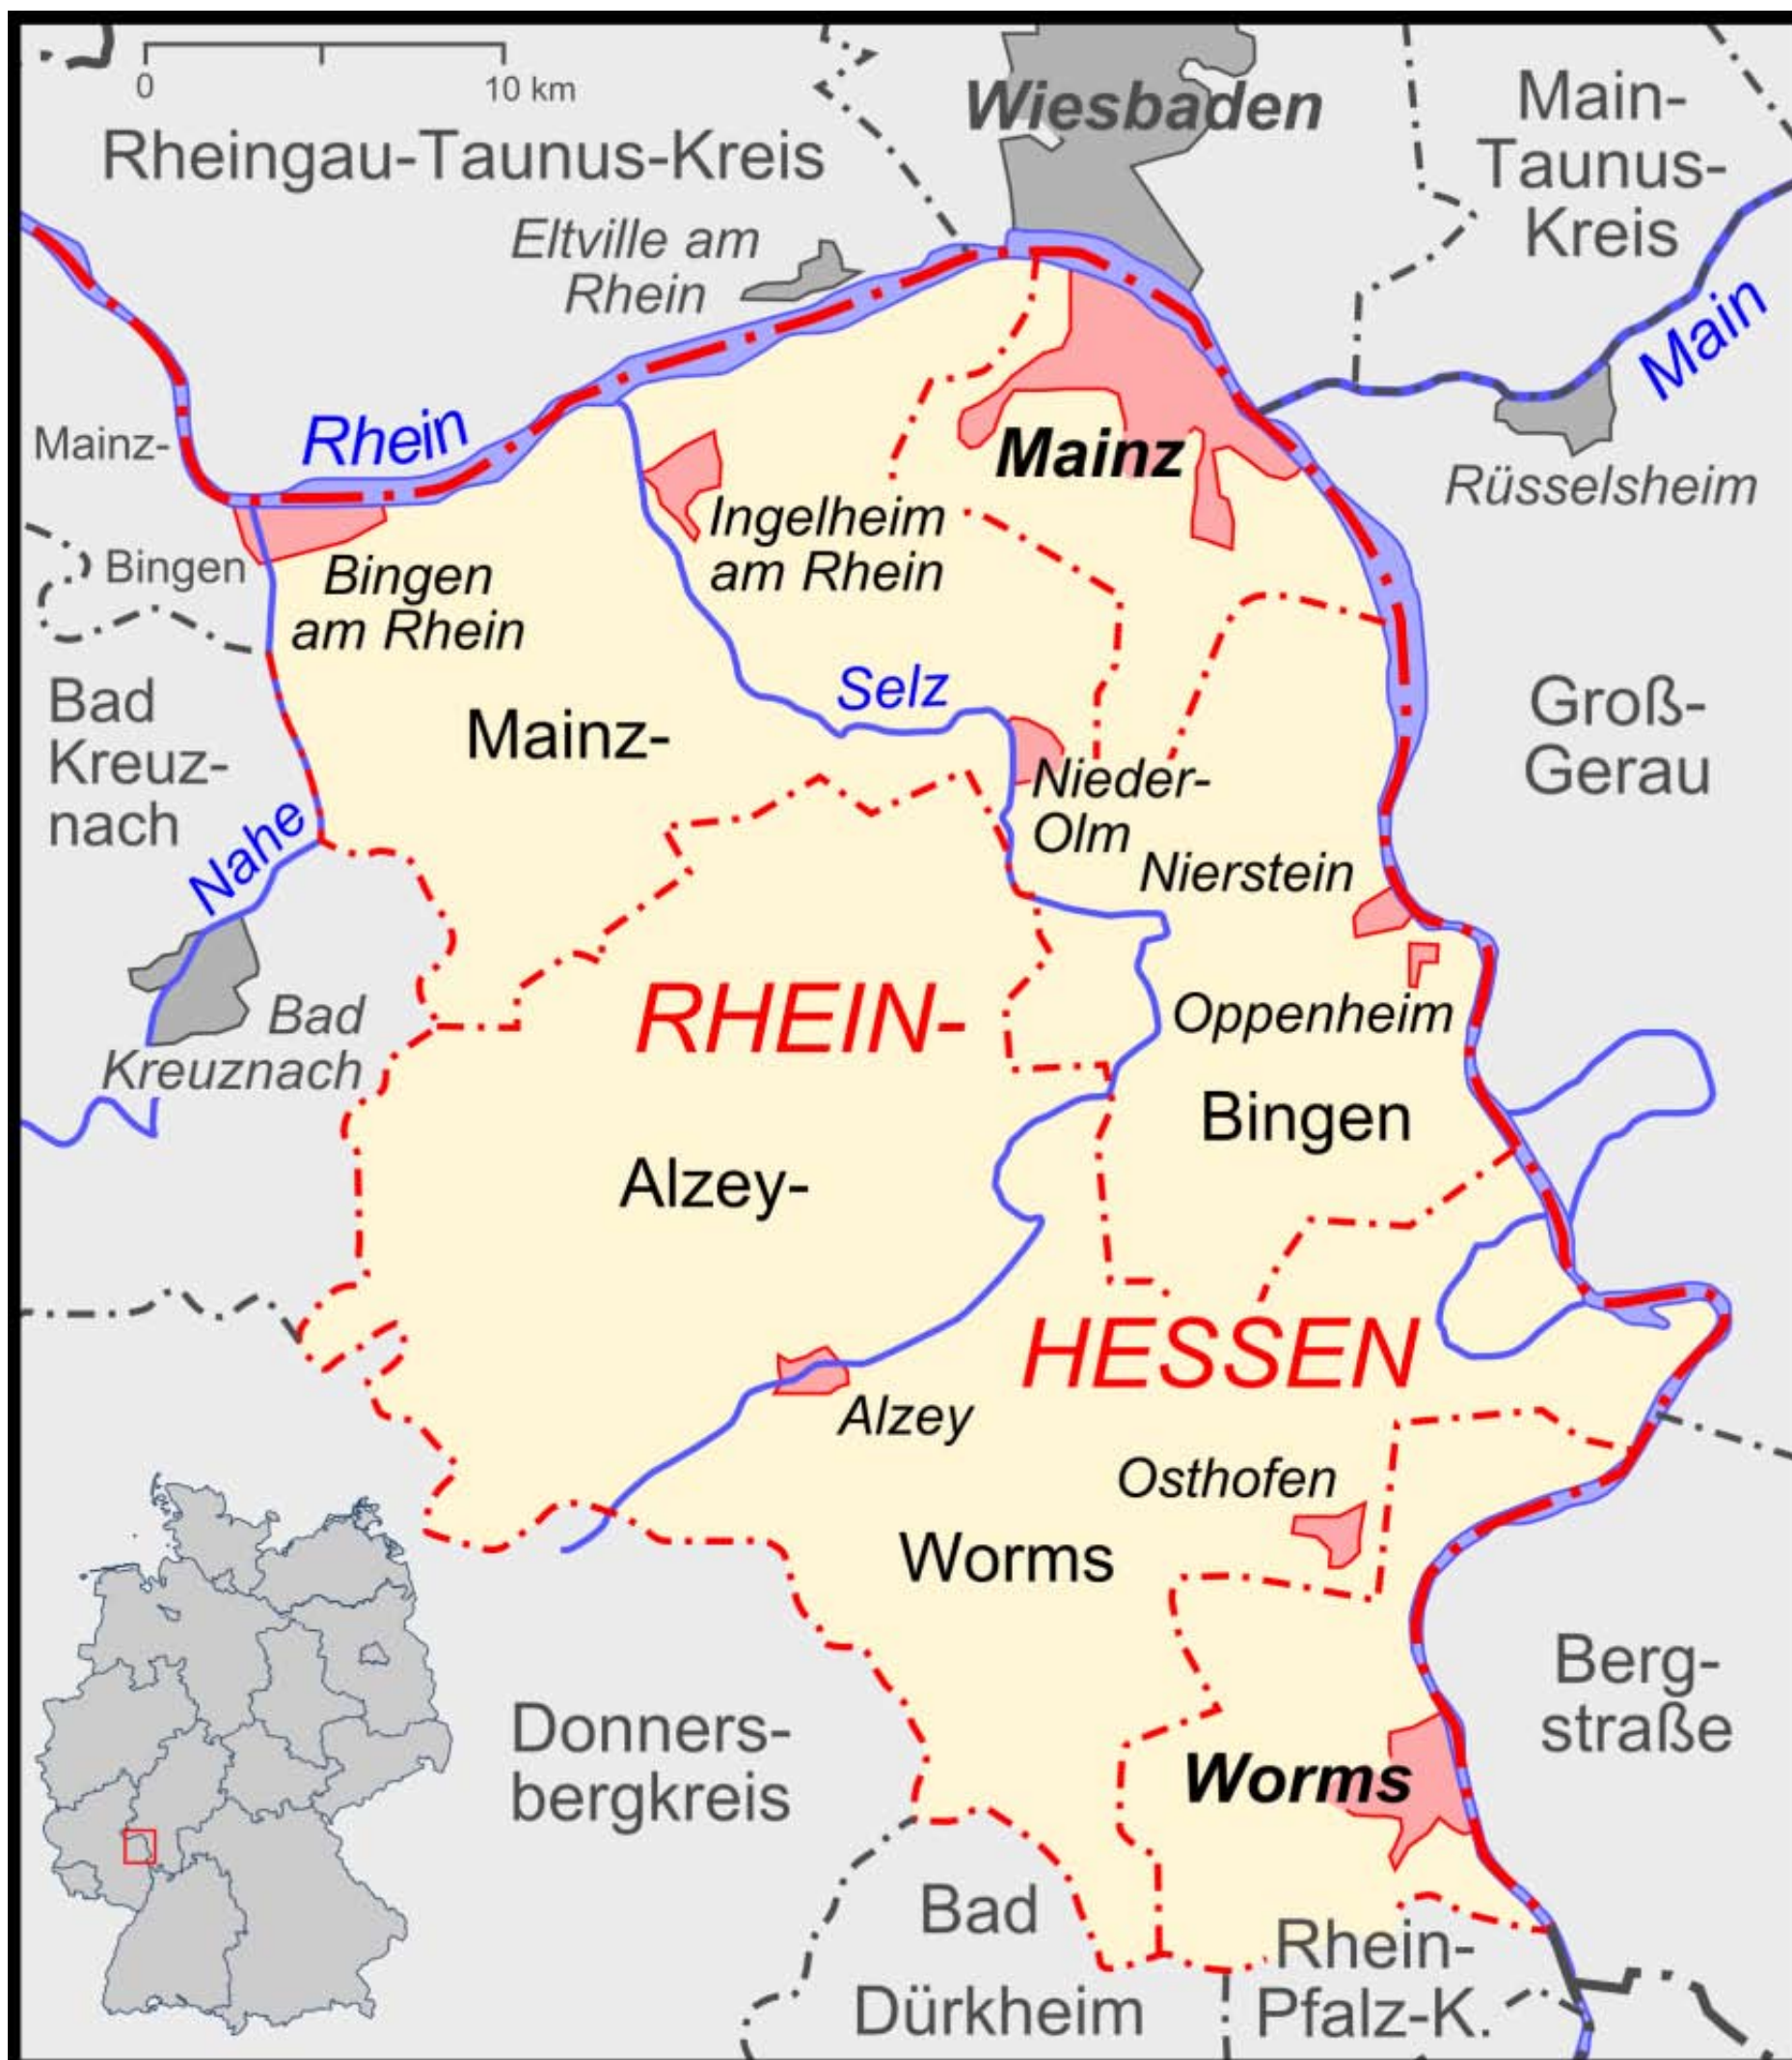 0
10 km
Wiesbaden
Main-
Taunus-
Kreis
Rheingau-Taunus-Kreis
Eltville am
Rhein
Main
Mainz-
Rhein
Mainz
Rüsselsheim
Ingelheim
am Rhein
Bingen
Bingen
am Rhein
Bad
Kreuz-
nach
Selz
Mainz-
Groß-
Gerau
Nieder-
Olm
Nahe
Nierstein
RHEIN-
Bad
Kreuznach
Oppenheim
Bingen
Alzey-
HESSEN
Alzey
Osthofen
Worms
Berg-
straße
Donners-
bergkreis
Worms
Bad
Dürkheim
Rhein-
Pfalz-K.